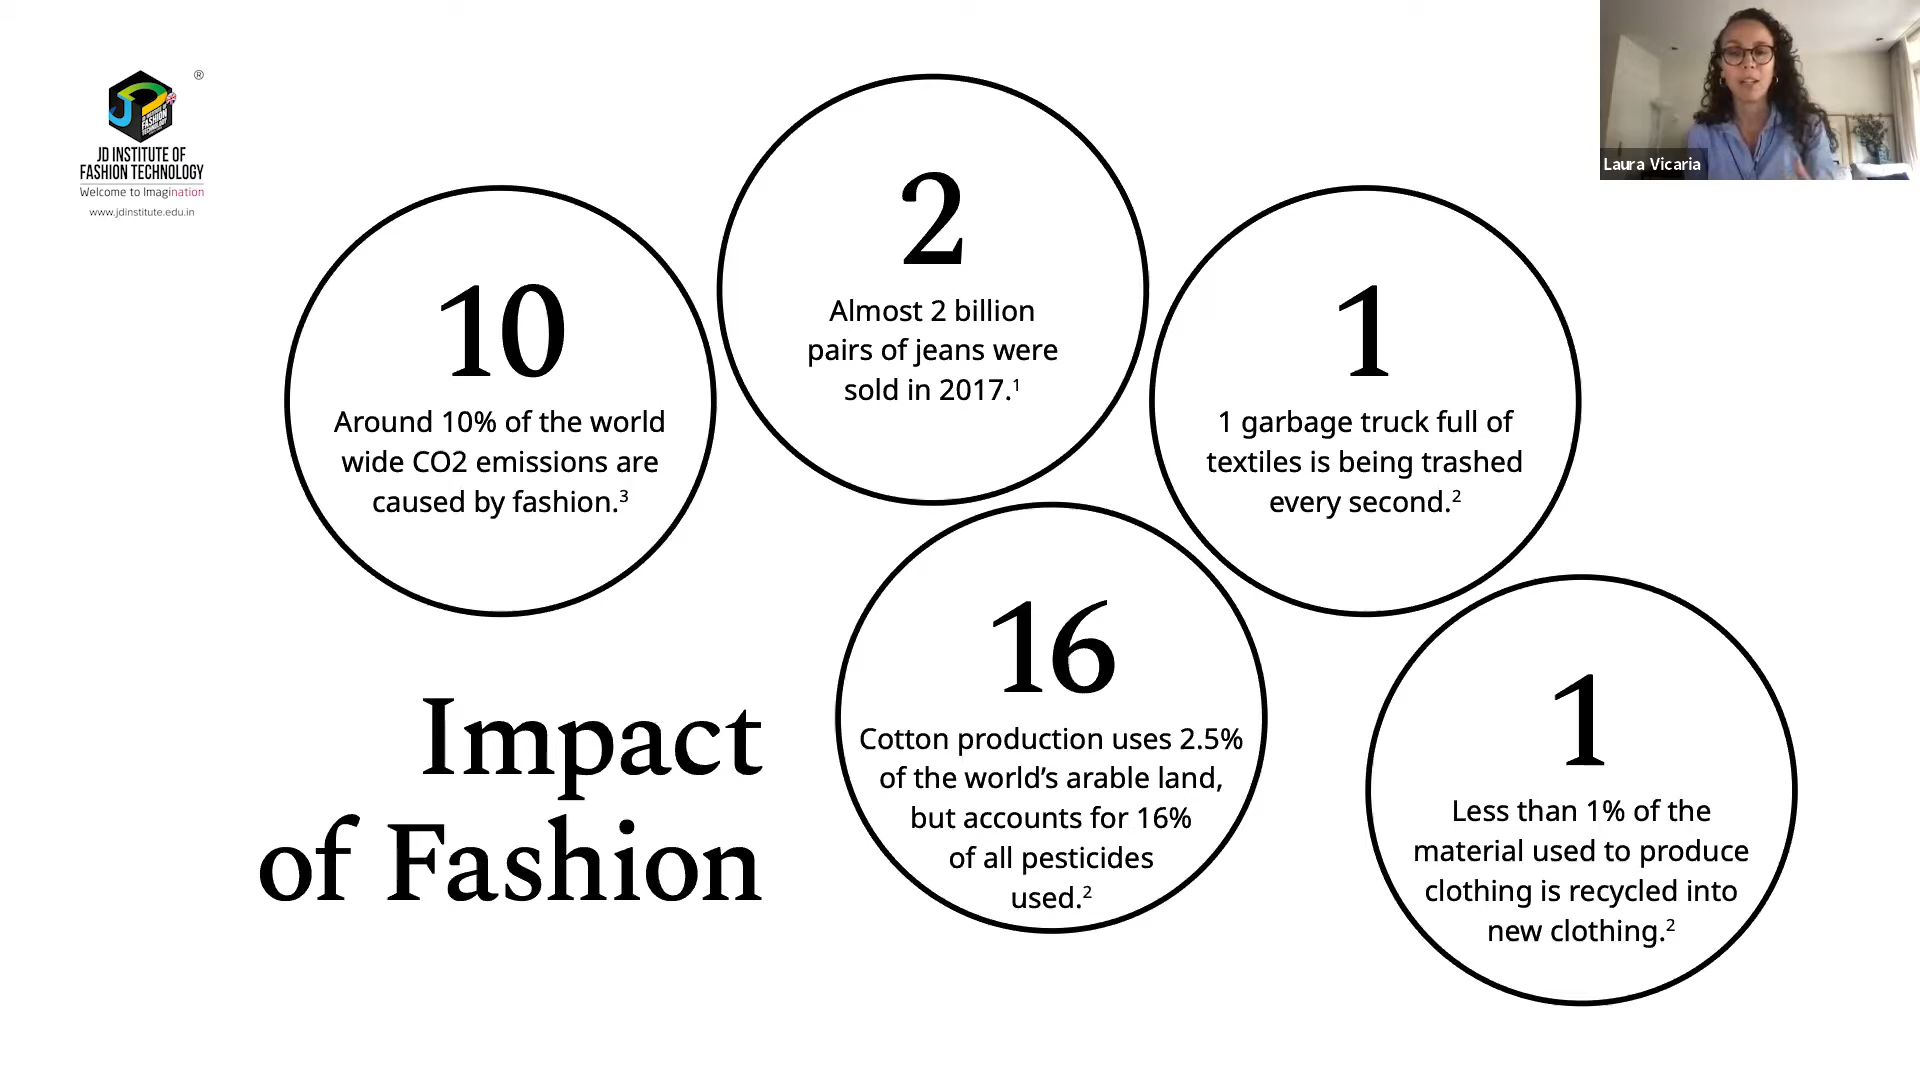 ®
JD INSTITUTE OF
FASHION TECHNOLOGY
Welcome to Imagination
www.jdinstitute.edu.in
Laura Vicaria
10
Around 10% of the world
wide CO2 emissions are
caused by fashion.³
2
Almost 2 billion
pairs of jeans were
sold in 2017.¹
1
1 garbage truck full of
textiles is being trashed
every second.²
16
Cotton production uses 2.5%
of the world’s arable land,
but accounts for 16%
of all pesticides
used.²
1
Less than 1% of the
material used to produce
clothing is recycled into
new clothing.²
Impact
of Fashion